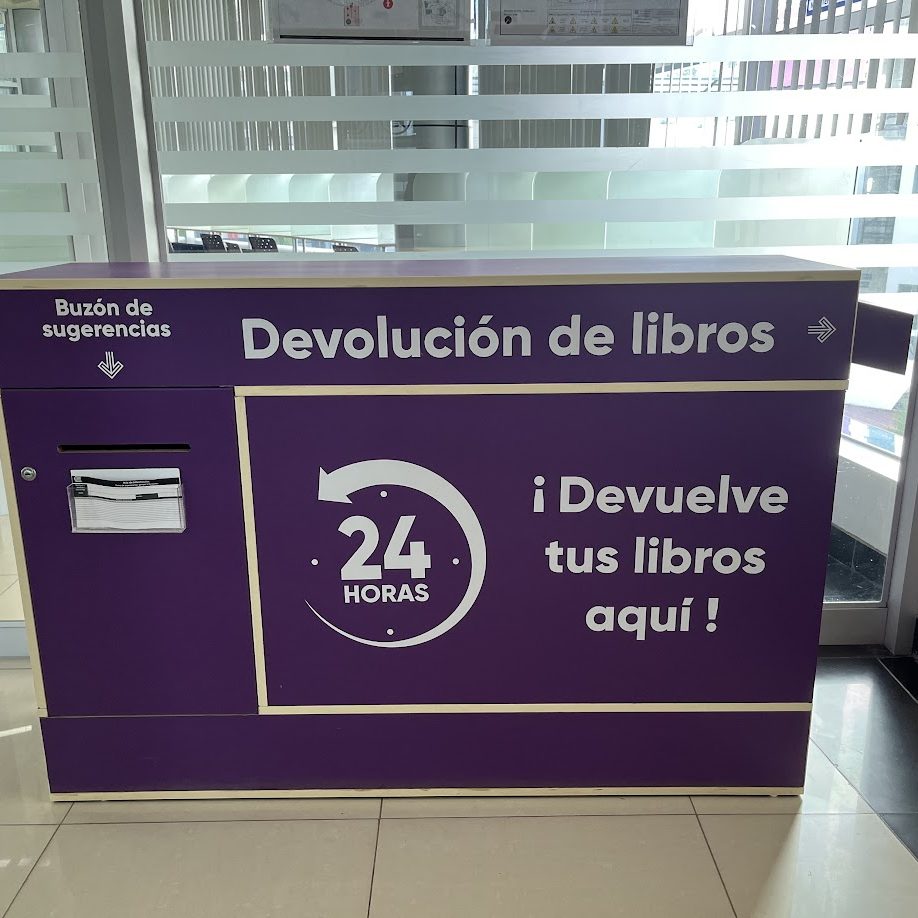 Buzón de
sugerencias
Devolución de libros
24
HORAS
¡ Devuelve
tus libros
aquí !